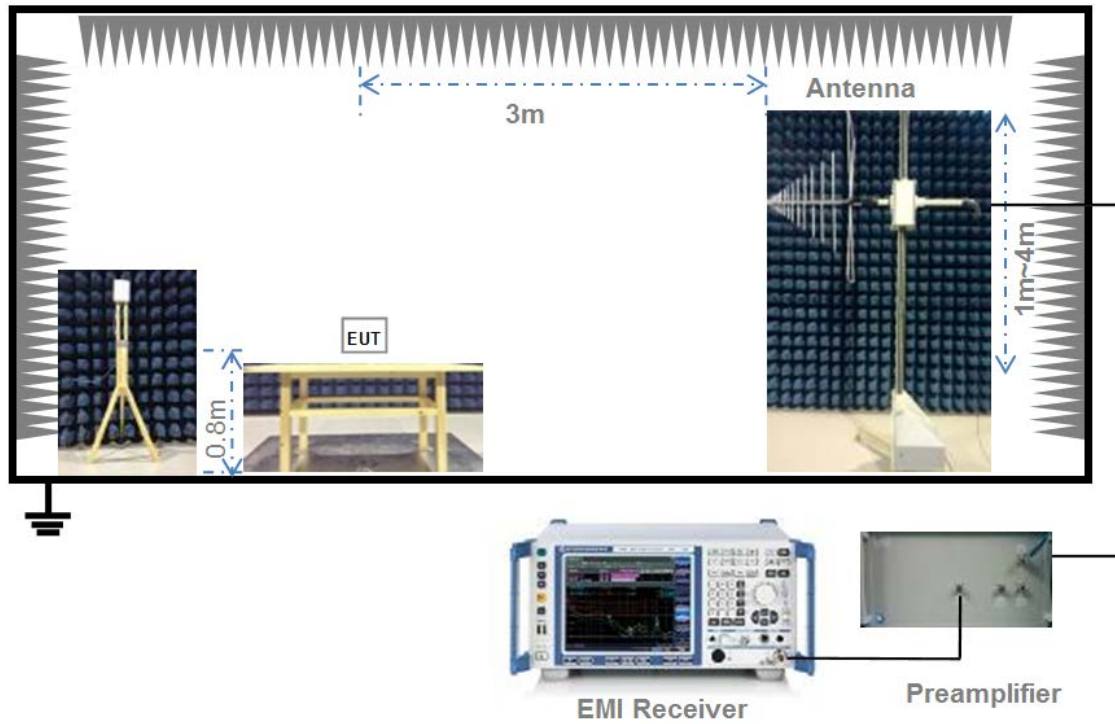 Antenna
3m
1m~4m
EUT
0.8m
EMI Receiver
Preamplifier